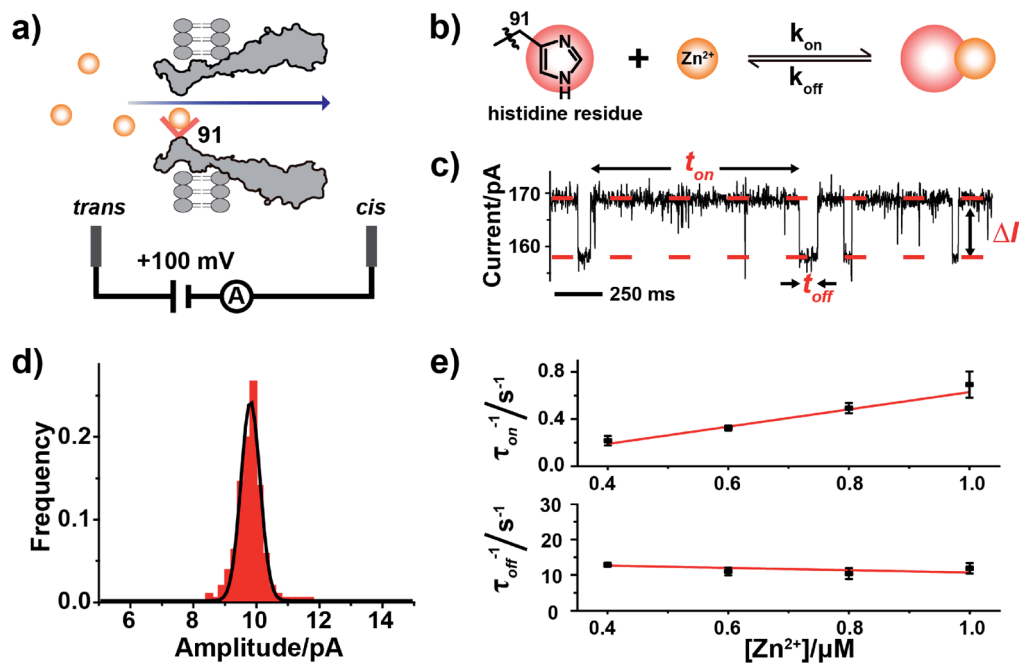 a)
91
trans
cis
+100 mV
A
b)
91
N
N
H
histidine residue
+
Zn²⁺
kon
koff
c)
ton
170
160
Current/pA
ΔI
toff
250 ms
d)
Frequency
0.2
0.1
0.0
6 8 10 12 14
Amplitude/pA
e)
τon⁻¹/s⁻¹
0.8
0.4
0.0
0.4 0.6 0.8 1.0
τoff⁻¹/s⁻¹
30
20
10
0
0.4 0.6 0.8 1.0
[Zn²⁺]/μM